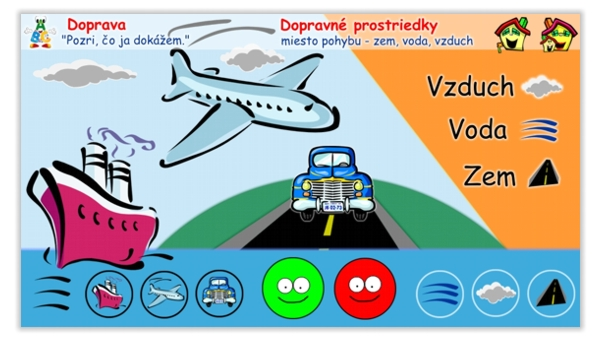 Doprava
"Pozri, čo ja dokážem."
Dopravné prostriedky
miesto pohybu - zem, voda, vzduch
Vzduch
Voda
Zem